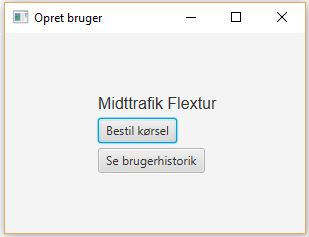 Opret bruger
Midttrafik Flextur
Bestil kørsel
Se brugerhistorik